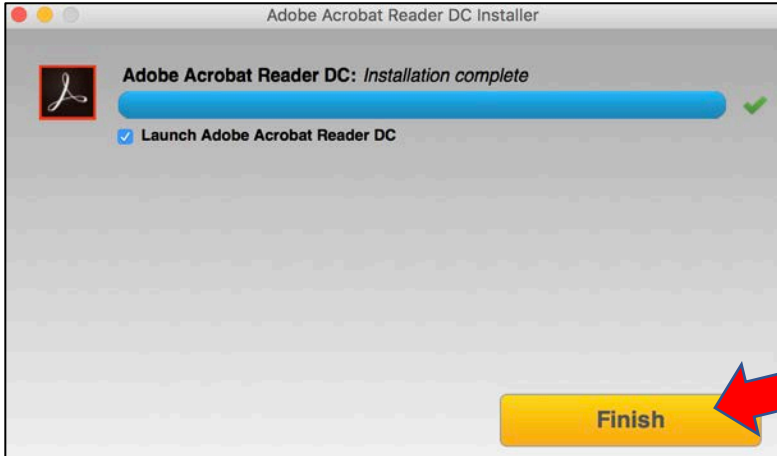 Adobe Acrobat Reader DC Installer
Adobe Acrobat Reader DC: Installation complete
Launch Adobe Acrobat Reader DC
Finish